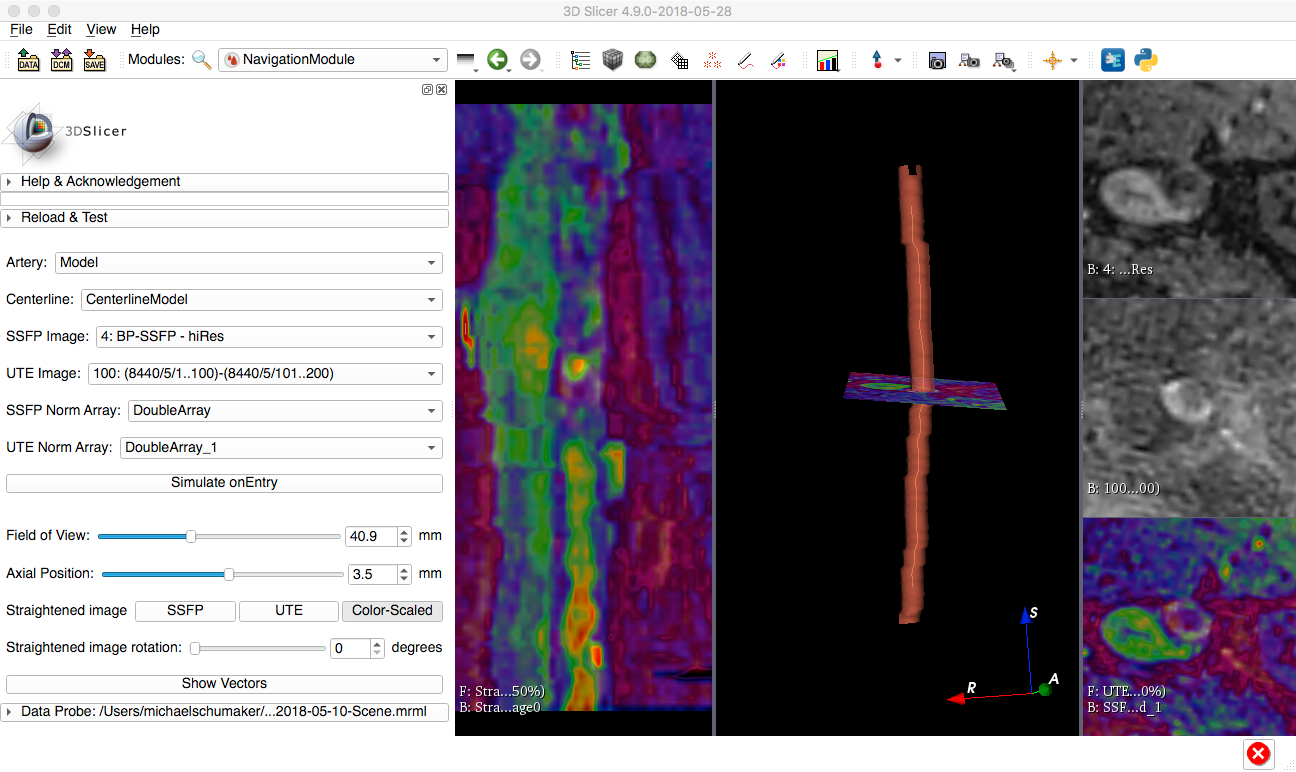 3D Slicer 4.9.0-2018-05-28
File Edit View Help
DATA DCM SAVE Modules: NavigationModule
3DSlicer
Help & Acknowledgement
Reload & Test
Artery: Model
Centerline: CenterlineModel
SSFP Image: 4: BP-SSFP - hiRes
UTE Image: 100: (8440/5/1..100)-(8440/5/101..200)
SSFP Norm Array: DoubleArray
UTE Norm Array: DoubleArray_1
Simulate onEntry
Field of View: 40.9 mm
Axial Position: 3.5 mm
Straightened image SSFP UTE Color-Scaled
Straightened image rotation: 0 degrees
Show Vectors
Data Probe: /Users/michaelschumaker/...2018-05-10-Scene.mrml
F: Stra...50%)
B: Stra...age0
S
R
A
B: 4: ...Res
B: 100...00)
F: UTE...0%)
B: SSF...d_1